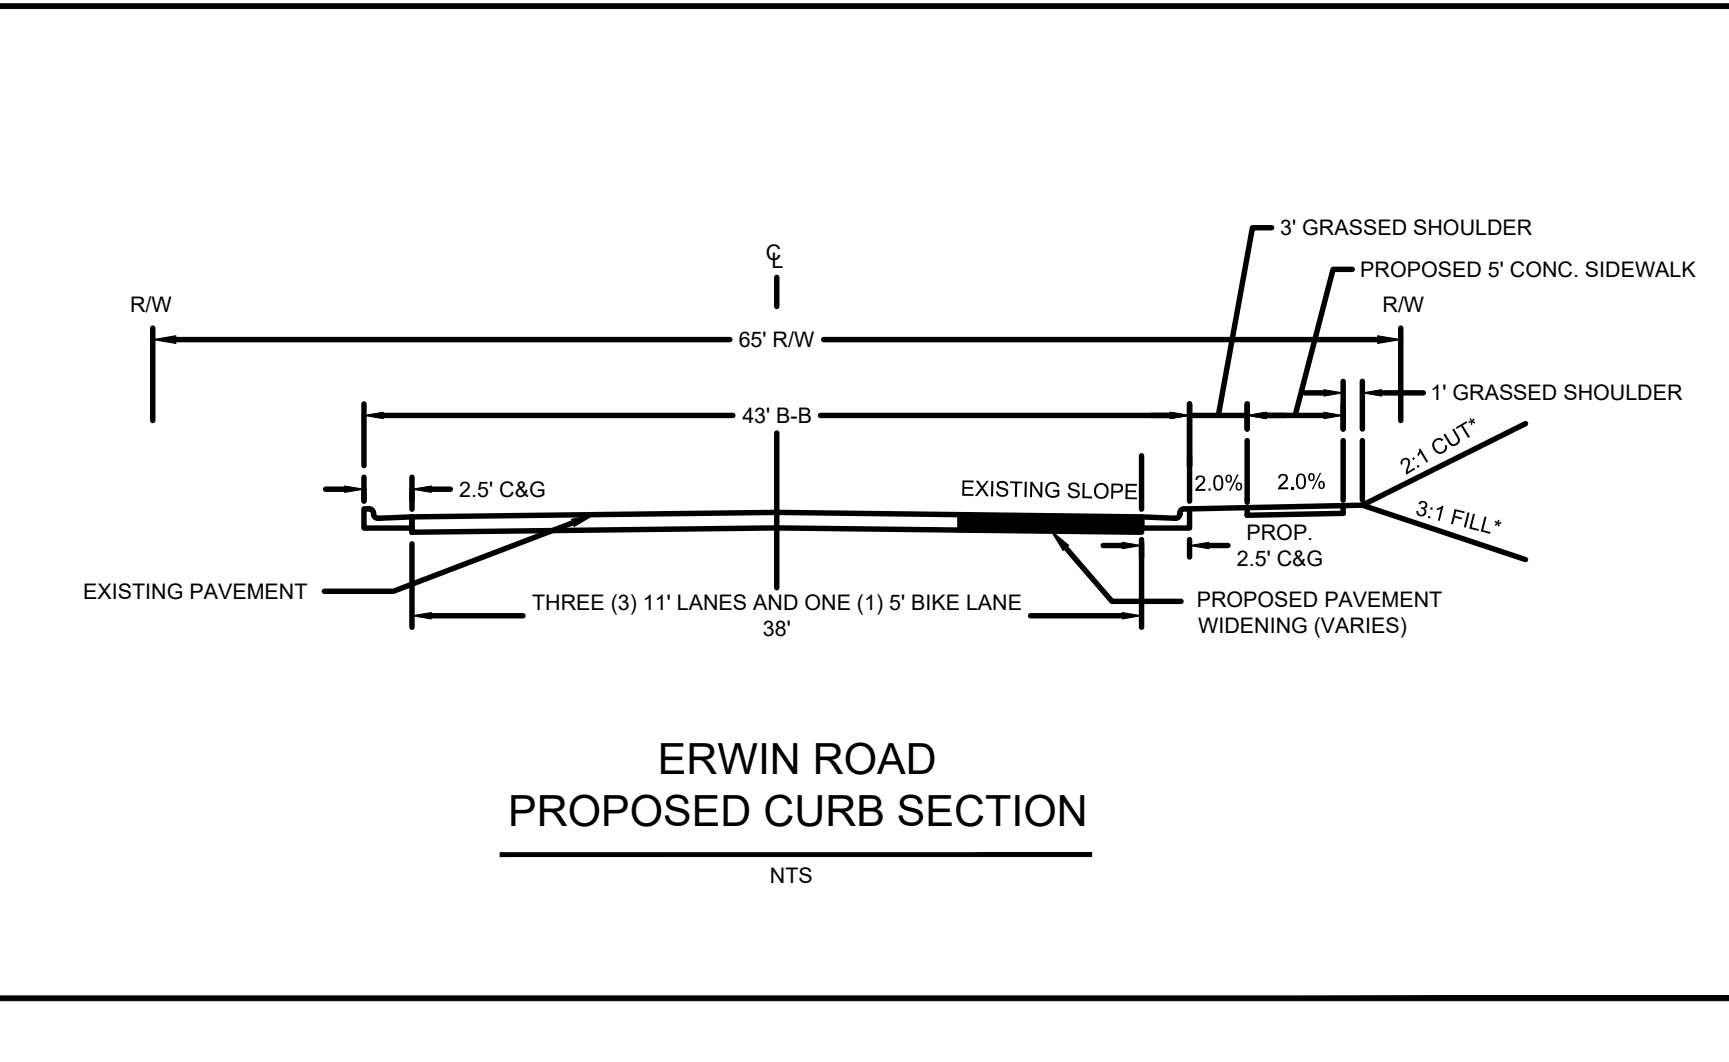 3' GRASSED SHOULDER
℄
PROPOSED 5' CONC. SIDEWALK
R/W
R/W
65' R/W
1' GRASSED SHOULDER
43' B-B
2:1 CUT*
2.5' C&G
EXISTING SLOPE
2.0%
2.0%
3:1 FILL*
PROP.
2.5' C&G
EXISTING PAVEMENT
THREE (3) 11' LANES AND ONE (1) 5' BIKE LANE
38'
PROPOSED PAVEMENT
WIDENING (VARIES)
ERWIN ROAD
PROPOSED CURB SECTION
NTS